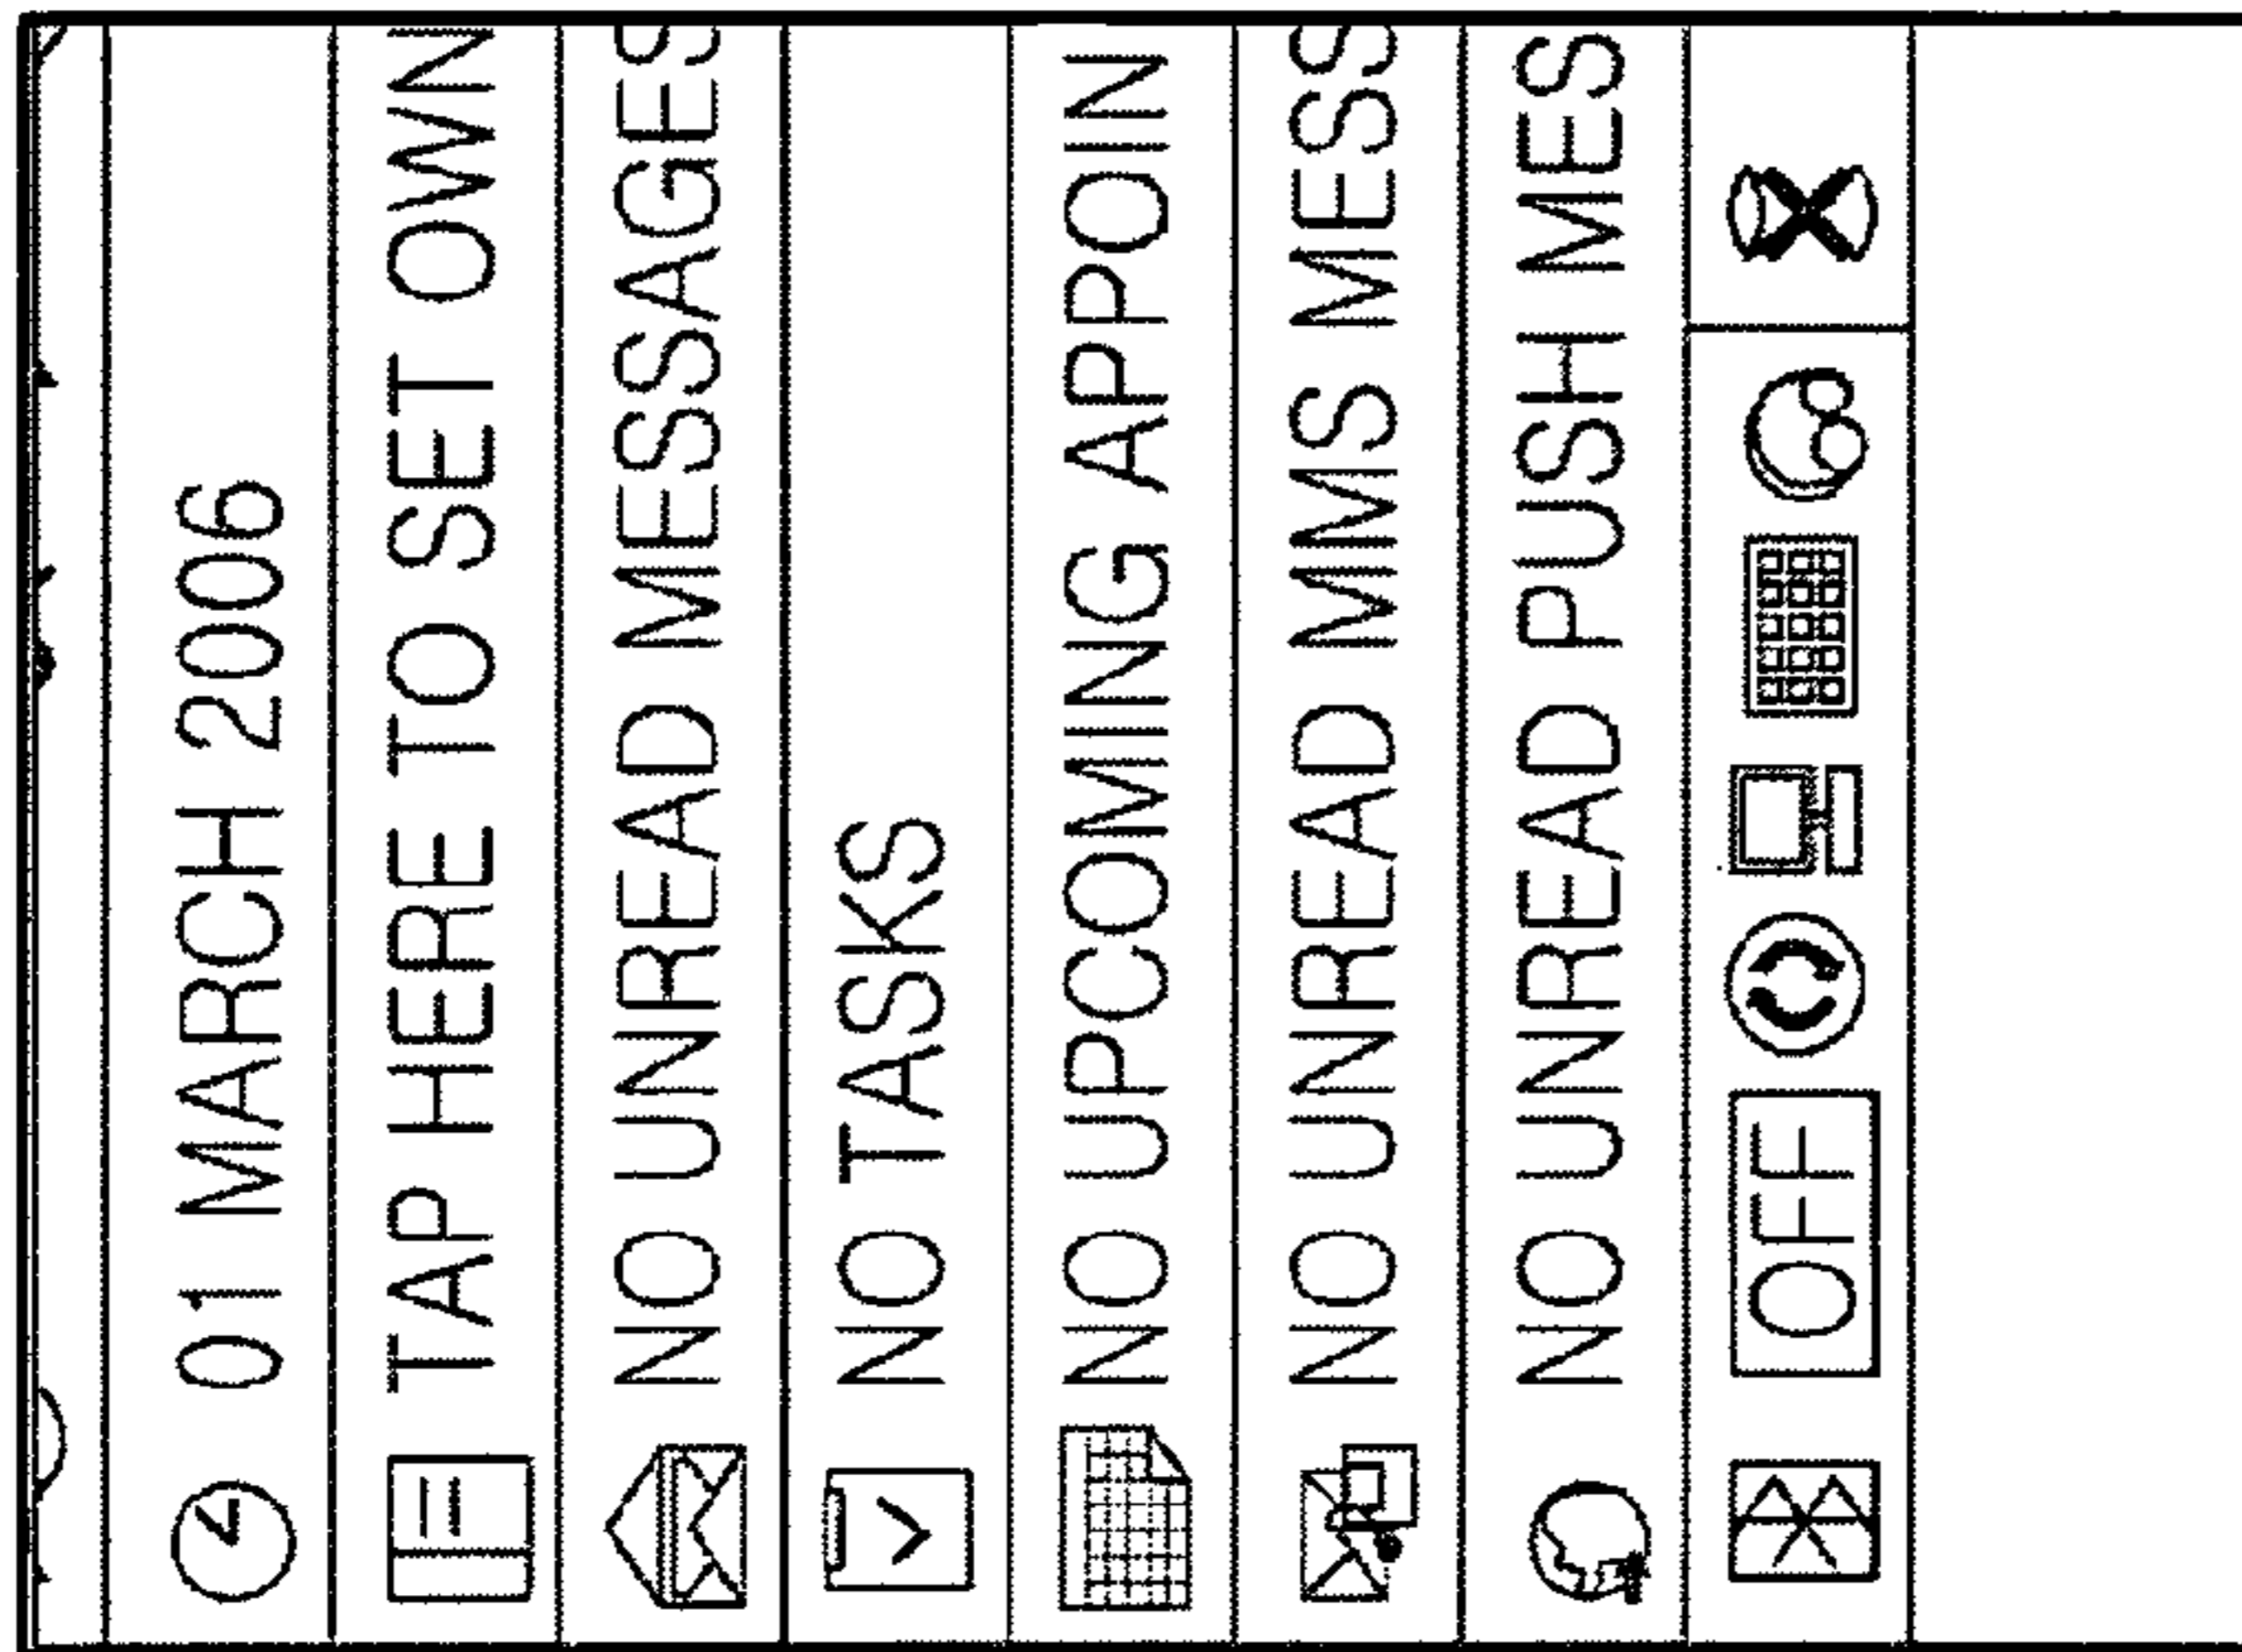 01 MARCH 2006
TAP HERE TO SET OWN
NO UNREAD MESSAGES
NO TASKS
NO UPCOMING APPOIN
NO UNREAD MMS MESS
NO UNREAD PUSH MES
OFF